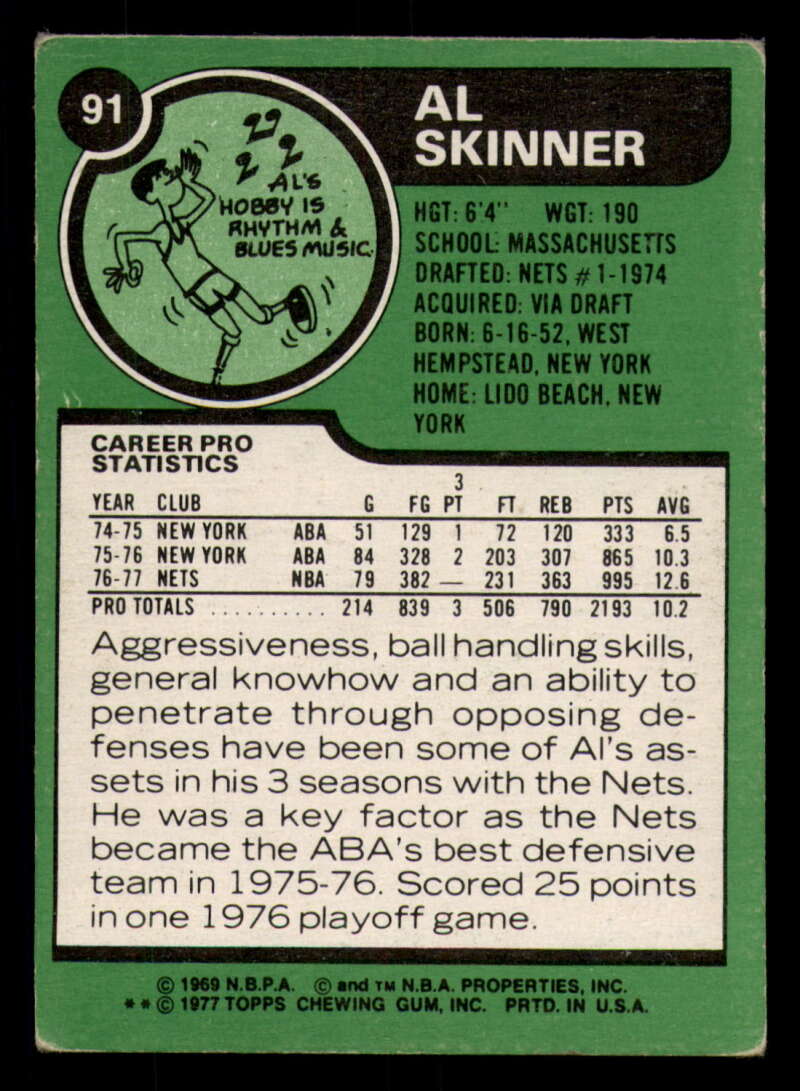 91
AL'S
HOBBY IS
RHYTHM &
BLUES MUSIC.
AL
SKINNER
HGT: 6'4" WGT: 190
SCHOOL: MASSACHUSETTS
DRAFTED: NETS #1-1974
ACQUIRED: VIA DRAFT
BORN: 6-16-52, WEST
HEMPSTEAD, NEW YORK
HOME: LIDO BEACH, NEW
YORK
CAREER PRO
STATISTICS
3
YEAR CLUB G FG PT FT REB PTS AVG
74-75 NEW YORK ABA 51 129 1 72 120 333 6.5
75-76 NEW YORK ABA 84 328 2 203 307 865 10.3
76-77 NETS NBA 79 382 — 231 363 995 12.6
PRO TOTALS .......... 214 839 3 506 790 2193 10.2
Aggressiveness, ball handling skills,
general knowhow and an ability to
penetrate through opposing de-
fenses have been some of Al's as-
sets in his 3 seasons with the Nets.
He was a key factor as the Nets
became the ABA's best defensive
team in 1975-76. Scored 25 points
in one 1976 playoff game.
© 1969 N.B.P.A. © and TM N.B.A. PROPERTIES, INC.
* * © 1977 TOPPS CHEWING GUM, INC. PRTD. IN U.S.A.